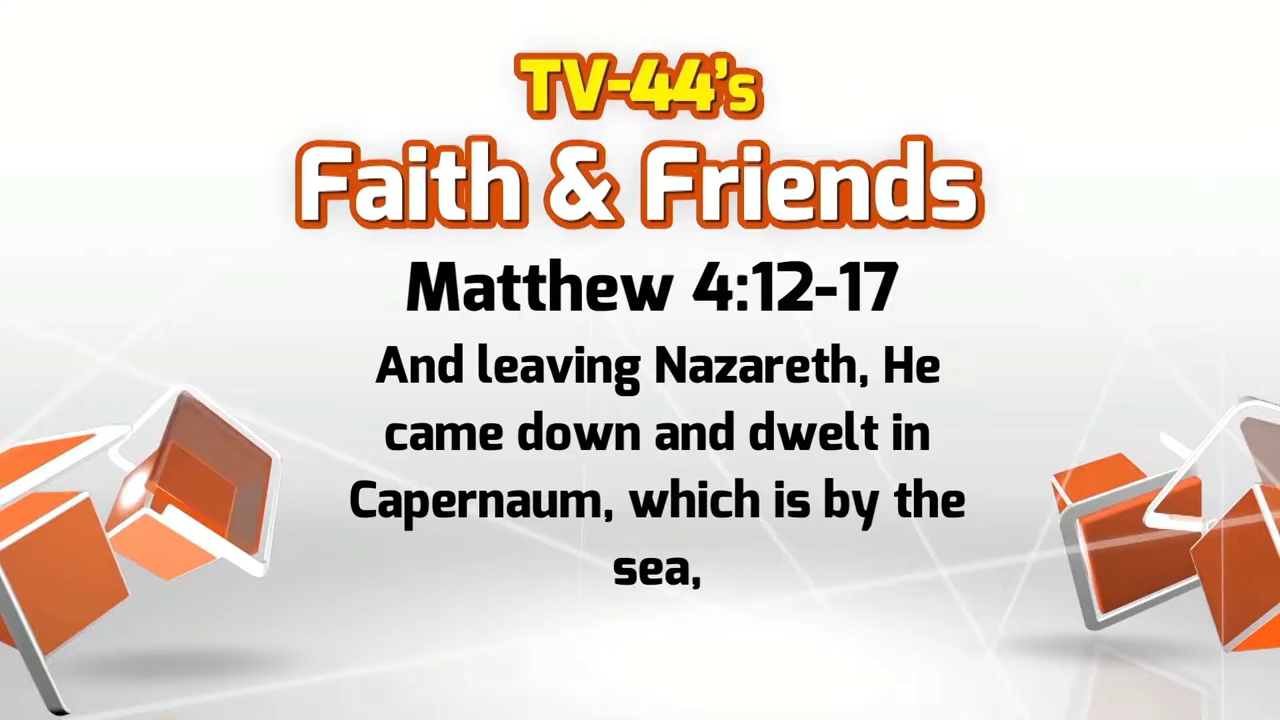 TV-44's
Faith & Friends
Matthew 4:12-17
And leaving Nazareth, He
came down and dwelt in
Capernaum, which is by the
sea,